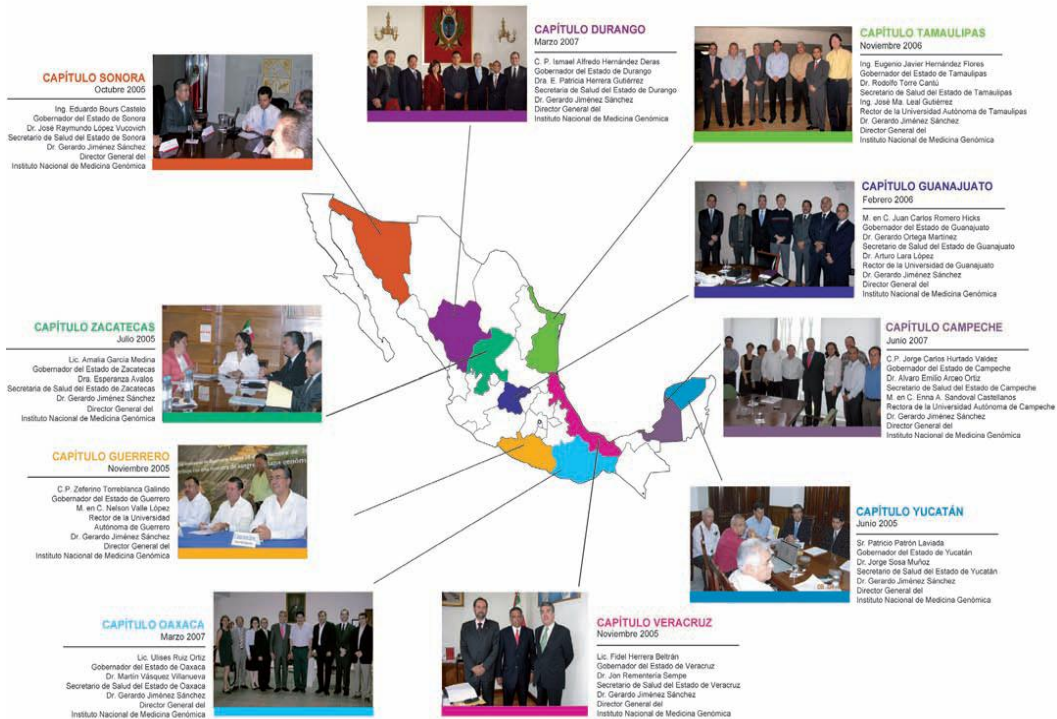 CAPÍTULO SONORA
Octubre 2005
Ing. Eduardo Bours Castelo
Gobernador del Estado de Sonora
Dr. José Raymundo López Vucovich
Secretario de Salud del Estado de Sonora
Dr. Gerardo Jiménez Sánchez
Director General del
Instituto Nacional de Medicina Genómica
CAPÍTULO DURANGO
Marzo 2007
C. P. Ismael Alfredo Hernández Deras
Gobernador del Estado de Durango
Dra. E. Patricia Herrera Gutiérrez
Secretaria de Salud del Estado de Durango
Dr. Gerardo Jiménez Sánchez
Director General del
Instituto Nacional de Medicina Genómica
CAPÍTULO TAMAULIPAS
Noviembre 2006
Ing. Eugenio Javier Hernández Flores
Gobernador del Estado de Tamaulipas
Dr. Rodolfo Torre Cantú
Secretario de Salud del Estado de Tamaulipas
Ing. José Ma. Leal Gutiérrez
Rector de la Universidad Autónoma de Tamaulipas
Dr. Gerardo Jiménez Sánchez
Director General del
Instituto Nacional de Medicina Genómica
CAPÍTULO GUANAJUATO
Febrero 2006
M. en C. Juan Carlos Romero Hicks
Gobernador del Estado de Guanajuato
Dr. Gerardo Ortega Martínez
Secretario de Salud del Estado de Guanajuato
Dr. Arturo Lara López
Rector de la Universidad de Guanajuato
Dr. Gerardo Jiménez Sánchez
Director General del
Instituto Nacional de Medicina Genómica
CAPÍTULO ZACATECAS
Julio 2005
Lic. Amalia García Medina
Gobernador del Estado de Zacatecas
Dra. Esperanza Avalos
Secretaria de Salud del Estado de Zacatecas
Dr. Gerardo Jiménez Sánchez
Director General del
Instituto Nacional de Medicina Genómica
CAPÍTULO CAMPECHE
Junio 2007
C.P. Jorge Carlos Hurtado Valdez
Gobernador del Estado de Campeche
Dr. Alvaro Emilio Arceo Ortiz
Secretario de Salud del Estado de Campeche
M. en C. Enna A. Sandoval Castellanos
Rectora de la Universidad Autónoma de Campeche
Dr. Gerardo Jiménez Sánchez
Director General del
Instituto Nacional de Medicina Genómica
CAPÍTULO GUERRERO
Noviembre 2005
C.P. Zeferino Torreblanca Galindo
Gobernador del Estado de Guerrero
M. en C. Nelson Valle López
Rector de la Universidad
Autónoma de Guerrero
Dr. Gerardo Jiménez Sánchez
Director General del
Instituto Nacional de Medicina Genómica
CAPÍTULO YUCATÁN
Junio 2005
Sr. Patricio Patrón Laviada
Gobernador del Estado de Yucatán
Dr. Jorge Sosa Muñoz
Secretario de Salud del Estado de Yucatán
Dr. Gerardo Jiménez Sánchez
Director General del
Instituto Nacional de Medicina Genómica
CAPÍTULO OAXACA
Marzo 2007
Lic. Ulises Ruiz Ortiz
Gobernador del Estado de Oaxaca
Dr. Martín Vásquez Villanueva
Secretario de Salud del Estado de Oaxaca
Dr. Gerardo Jiménez Sánchez
Director General del
Instituto Nacional de Medicina Genómica
CAPÍTULO VERACRUZ
Noviembre 2005
Lic. Fidel Herrera Beltrán
Gobernador del Estado de Veracruz
Dr. Jon Rementería Sempe
Secretario de Salud del Estado de Veracruz
Dr. Gerardo Jiménez Sánchez
Director General del
Instituto Nacional de Medicina Genómica